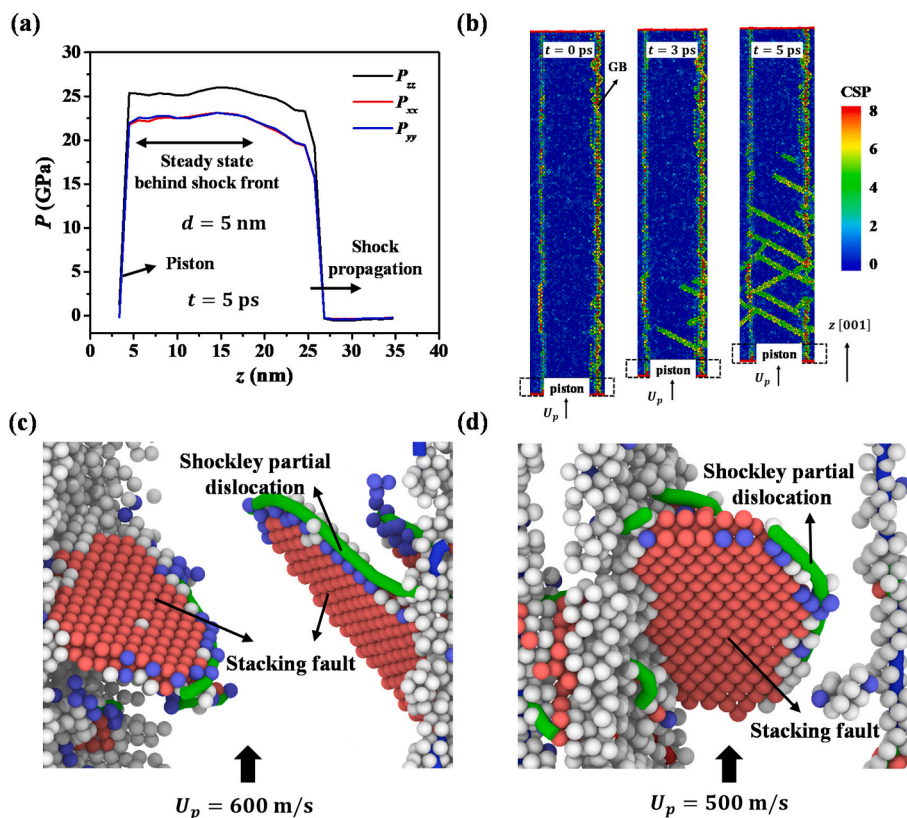 (a)
30
25
20
15
10
5
0
P (GPa)
P_zz
P_xx
P_yy
Steady state
behind shock front
d = 5 nm
Shock
propagation
Piston
t = 5 ps
0 5 10 15 20 25 30 35 40
z (nm)
(b)
t = 0 ps
t = 3 ps
t = 5 ps
GB
CSP
8
6
4
2
0
z [001]
piston
U_p
piston
U_p
piston
U_p
(c)
Shockley partial
dislocation
Stacking fault
U_p = 600 m/s
(d)
Shockley partial
dislocation
Stacking fault
U_p = 500 m/s